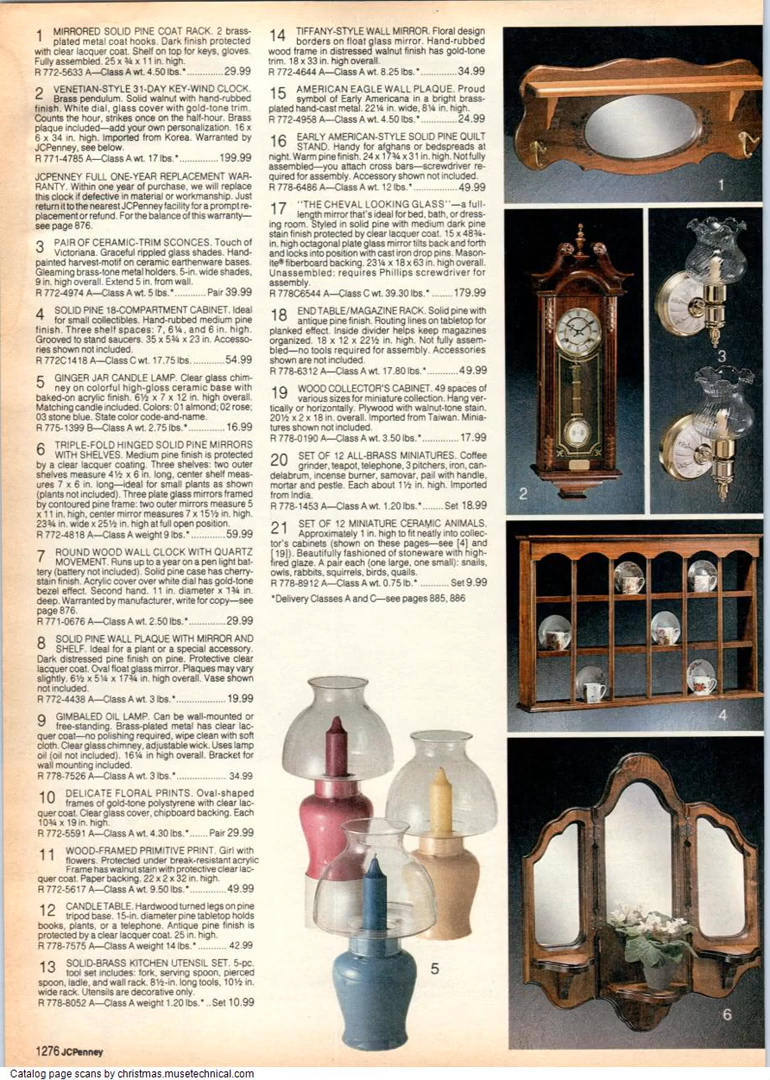 1 MIRRORED SOLID PINE COAT RACK. 2 brass-
plated metal coat hooks. Dark finish protected
with clear lacquer coat. Shelf on top for keys, gloves.
Fully assembled. 25 x ¾ x 11 in. high.
R 772-5633 A—Class A wt. 4.50 lbs.*..............29.99
2 VENETIAN-STYLE 31-DAY KEY-WIND CLOCK.
Brass pendulum. Solid walnut with hand-rubbed
finish. White dial, glass cover with gold-tone trim.
Counts the hour, strikes once on the half-hour. Brass
plaque included—add your own personalization. 16 x
6 x 34 in. high. Imported from Korea. Warranted by
JCPenney, see below.
R 771-4785 A—Class A wt. 17 lbs.*..............199.99
JCPENNEY FULL ONE-YEAR REPLACEMENT WAR-
RANTY. Within one year of purchase, we will replace
this clock if defective in material or workmanship. Just
return it to the nearest JCPenney facility for a prompt re-
placement or refund. For the balance of this warranty—
see page 876.
3 PAIR OF CERAMIC-TRIM SCONCES. Touch of
Victoriana. Graceful rippled glass shades. Hand-
painted harvest-motif on ceramic earthenware bases.
Gleaming brass-tone metal holders. 5-in. wide shades,
9 in. high overall. Extend 5 in. from wall.
R 772-4974 A—Class A wt. 5 lbs.*............Pair 39.99
4 SOLID PINE 18-COMPARTMENT CABINET. Ideal
for small collectibles. Hand-rubbed medium pine
finish. Three shelf spaces: 7, 6¼, and 6 in. high.
Grooved to stand saucers. 35 x 5¾ x 23 in. Accesso-
ries shown not included.
R 772C1418 A—Class C wt. 17.75 lbs...........54.99
5 GINGER JAR CANDLE LAMP. Clear glass chim-
ney on colorful high-gloss ceramic base with
baked-on acrylic finish. 6½ x 7 x 12 in. high overall.
Matching candle included. Colors: 01 almond; 02 rose;
03 stone blue. State color code-and-name.
R 775-1399 B—Class A wt. 2.75 lbs.*..............16.99
6 TRIPLE-FOLD HINGED SOLID PINE MIRRORS
WITH SHELVES. Medium pine finish is protected
by a clear lacquer coating. Three shelves: two outer
shelves measure 4½ x 6 in. long, center shelf meas-
ures 7 x 6 in. long—ideal for small plants as shown
(plants not included). Three plate glass mirrors framed
by contoured pine frame: two outer mirrors measure 5
x 11 in. high, center mirror measures 7 x 15½ in. high.
23¾ in. wide x 25½ in. high at full open position.
R 772-4818 A—Class A weight 9 lbs.*............59.99
7 ROUND WOOD WALL CLOCK WITH QUARTZ
MOVEMENT. Runs up to a year on a pen light bat-
tery (battery not included). Solid pine case has cherry-
stain finish. Acrylic cover over white dial has gold-tone
bezel effect. Second hand. 11 in. diameter x 1¾ in.
deep. Warranted by manufacturer, write for copy—see
page 876.
R 771-0676 A—Class A wt. 2.50 lbs.*..............29.99
8 SOLID PINE WALL PLAQUE WITH MIRROR AND
SHELF. Ideal for a plant or a special accessory.
Dark distressed pine finish on pine. Protective clear
lacquer coat. Oval float glass mirror. Plaques may vary
slightly. 6½ x 5¼ x 17¾ in. high overall. Vase shown
not included.
R 772-4438 A—Class A wt. 3 lbs.*..................19.99
9 GIMBALED OIL LAMP. Can be wall-mounted or
free-standing. Brass-plated metal has clear lac-
quer coat—no polishing required, wipe clean with soft
cloth. Clear glass chimney, adjustable wick. Uses lamp
oil (oil not included). 16¼ in high overall. Bracket for
wall mounting included.
R 778-7526 A—Class A wt. 3 lbs.*..................34.99
10 DELICATE FLORAL PRINTS. Oval-shaped
frames of gold-tone polystyrene with clear lac-
quer coat. Clear glass cover, chipboard backing. Each
10¾ x 19 in. high.
R 772-5591 A—Class A wt. 4.30 lbs.*.......Pair 29.99
11 WOOD-FRAMED PRIMITIVE PRINT. Girl with
flowers. Protected under break-resistant acrylic
Frame has walnut stain with protective clear lac-
quer coat. Paper backing. 22 x 2 x 32 in. high.
R 772-5617 A—Class A wt. 9.50 lbs.*..............49.99
12 CANDLE TABLE. Hardwood turned legs on pine
tripod base. 15-in. diameter pine tabletop holds
books, plants, or a telephone. Antique pine finish is
protected by a clear lacquer coat. 25 in. high.
R 778-7575 A—Class A weight 14 lbs.*............42.99
13 SOLID-BRASS KITCHEN UTENSIL SET. 5-pc.
tool set includes: fork, serving spoon, pierced
spoon, ladle, and wall rack. 8½-in. long tools, 10½ in.
wide rack. Utensils are decorative only.
R 778-8052 A—Class A weight 1.20 lbs.*..Set 10.99
14 TIFFANY-STYLE WALL MIRROR. Floral design
borders on float glass mirror. Hand-rubbed
wood frame in distressed walnut finish has gold-tone
trim. 18 x 33 in. high overall.
R 772-4644 A—Class A wt. 8.25 lbs.*..............34.99
15 AMERICAN EAGLE WALL PLAQUE. Proud
symbol of Early Americana in a bright brass-
plated hand-cast metal. 22¼ in. wide, 8¼ in. high.
R 772-4958 A—Class A wt. 4.50 lbs.*..............24.99
16 EARLY AMERICAN-STYLE SOLID PINE QUILT
STAND. Handy for afghans or bedspreads at
night. Warm pine finish. 24 x 17¾ x 31 in. high. Not fully
assembled—you attach cross bars—screwdriver re-
quired for assembly. Accessory shown not included.
R 778-6486 A—Class A wt. 12 lbs.*................49.99
17 "THE CHEVAL LOOKING GLASS"—a full-
length mirror that's ideal for bed, bath, or dress-
ing room. Styled in solid pine with medium dark pine
stain finish protected by clear lacquer coat. 15 x 48¾-
in. high octagonal plate glass mirror tilts back and forth
and locks into position with cast iron drop pins. Mason-
ite® fiberboard backing. 23¼ x 18 x 63 in. high overall.
Unassembled: requires Phillips screwdriver for
assembly.
R 778C6544 A—Class C wt. 39.30 lbs.*.......179.99
18 END TABLE/MAGAZINE RACK. Solid pine with
antique pine finish. Routing lines on tabletop for
planked effect. Inside divider helps keep magazines
organized. 18 x 12 x 22½ in. high. Not fully assem-
bled—no tools required for assembly. Accessories
shown are not included.
R 778-6312 A—Class A wt. 17.80 lbs.*............49.99
19 WOOD COLLECTOR'S CABINET. 49 spaces of
various sizes for miniature collection. Hang ver-
tically or horizontally. Plywood with walnut-tone stain.
20½ x 2 x 18 in. overall. Imported from Taiwan. Minia-
tures shown not included.
R 778-0190 A—Class A wt. 3.50 lbs.*..............17.99
20 SET OF 12 ALL-BRASS MINIATURES. Coffee
grinder, teapot, telephone, 3 pitchers, iron, can-
delabrum, incense burner, samovar, pail with handle,
mortar and pestle. Each about 1½ in. high. Imported
from India.
R 778-1453 A—Class A wt. 1.20 lbs.*.......Set 18.99
21 SET OF 12 MINIATURE CERAMIC ANIMALS.
Approximately 1 in. high to fit neatly into collec-
tor's cabinets (shown on these pages—see [4] and
[19]). Beautifully fashioned of stoneware with high-
fired glaze. A pair each (one large, one small): snails,
owls, rabbits, squirrels, birds, quails.
R 778-8912 A—Class A wt. 0.75 lb.*..........Set 9.99
*Delivery Classes A and C—see pages 885, 886
1
2
3
4
5
6
1276 JCPenney
Catalog page scans by christmas.musetechnical.com